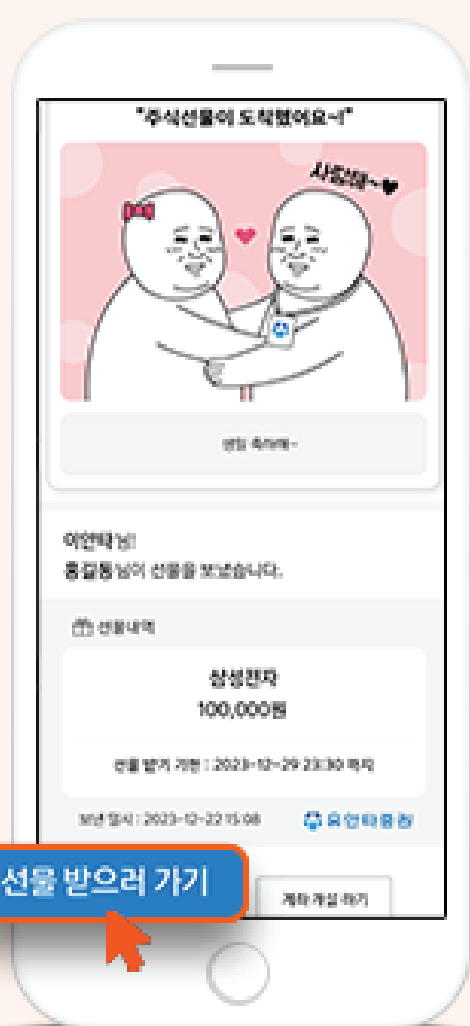 "주식선물이 도착했어요~!"
사랑해~♥
생일 축하해~
이안타님!
홍길동님이 선물을 보냈습니다.
선물내역
삼성전자
100,000원
선물 받기 기한 : 2023-12-29 23:30 까지
보낸 일시 : 2023-12-22 15:08
유안타증권
선물 받으러 가기
계좌 개설 하기